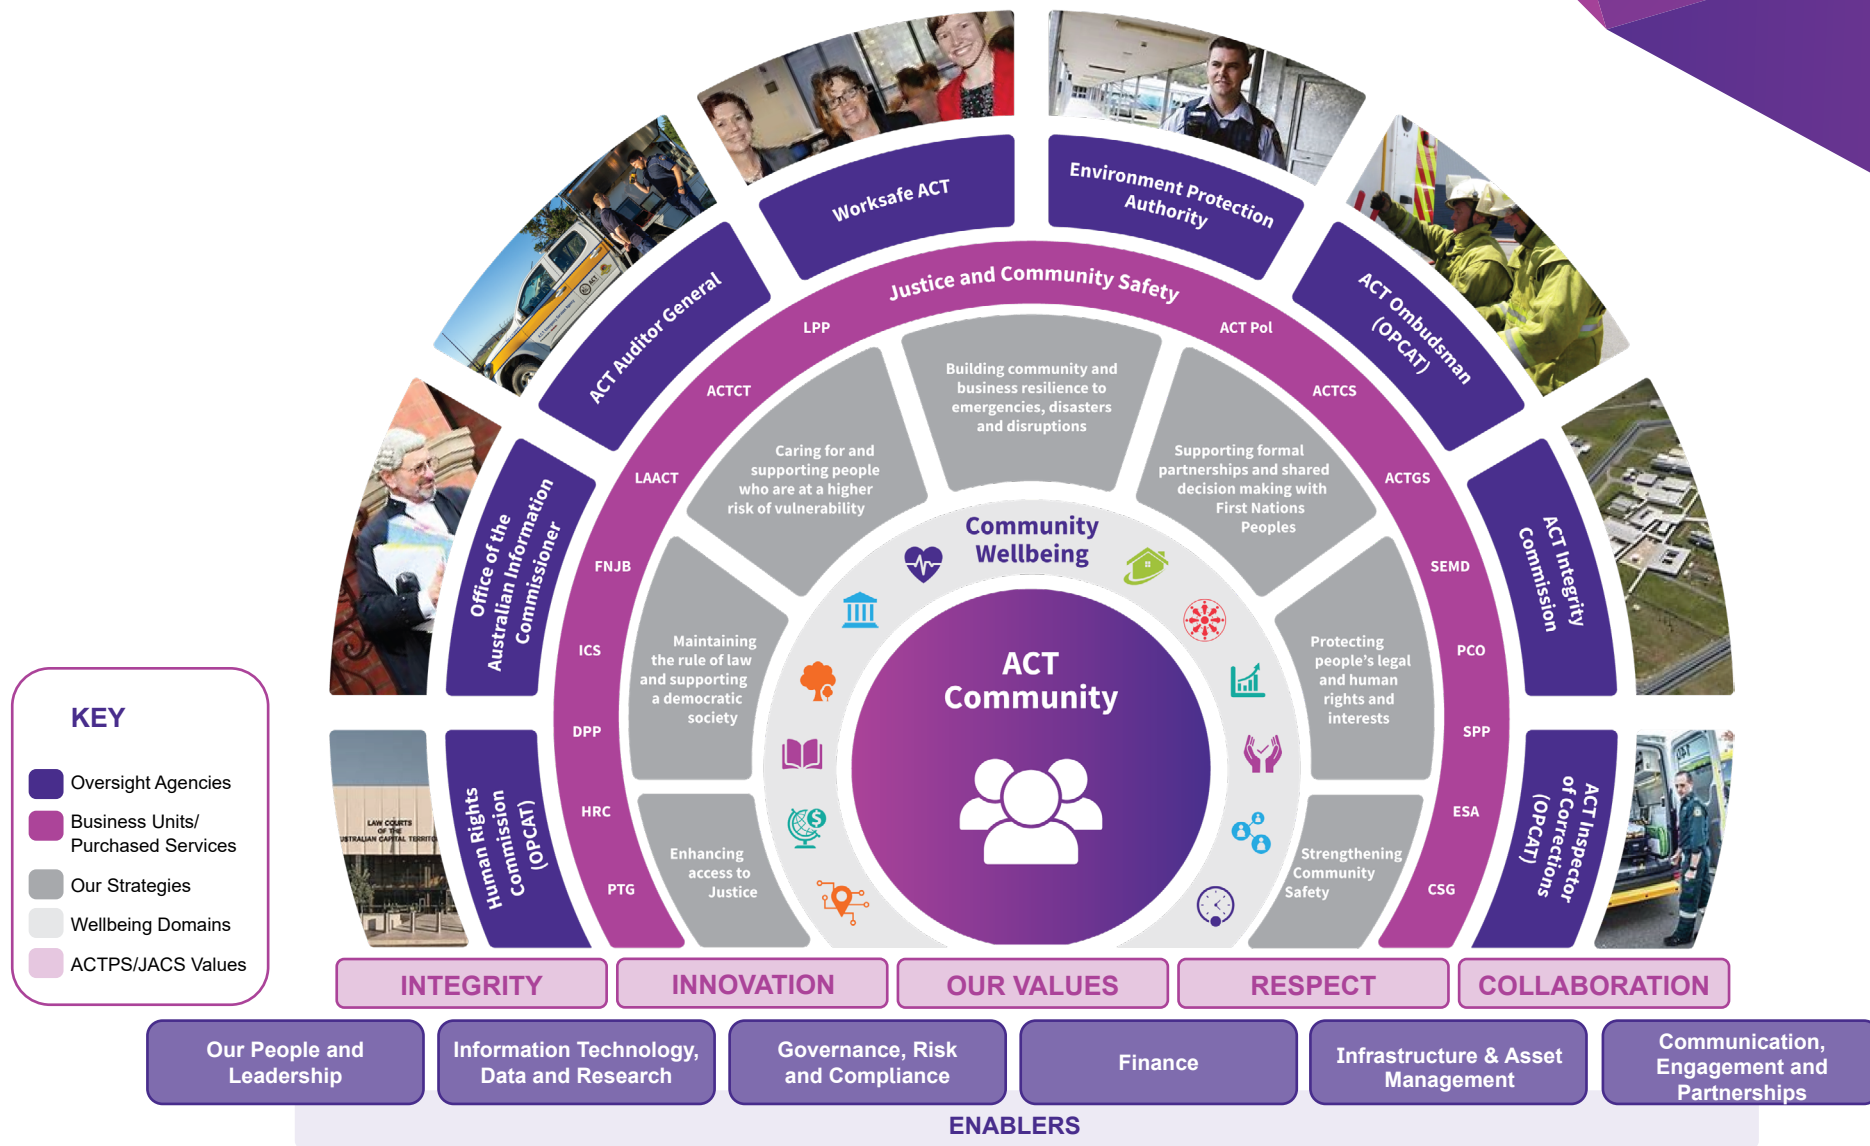 Worksafe ACT
Environment Protection
Authority
ACT Auditor General
ACT Ombudsman
(OPCAT)
Office of the
Australian Information
Commissioner
ACT Integrity
Commission
Human Rights
Commission
(OPCAT)
ACT Inspector
of Corrections
(OPCAT)
Justice and Community Safety
LPP
ACT Pol
ACTCT
ACTCS
LAACT
ACTGS
FNJB
SEMD
ICS
PCO
DPP
SPP
HRC
ESA
PTG
CSG
Building community and
business resilience to
emergencies, disasters
and disruptions
Caring for and
supporting people
who are at a higher
risk of vulnerability
Supporting formal
partnerships and shared
decision making with
First Nations
Peoples
Maintaining
the rule of law
and supporting
a democratic
society
Protecting
people's legal
and human
rights and
interests
Enhancing
access to
Justice
Strengthening
Community
Safety
Community
Wellbeing
ACT
Community
LAW COURTS
OF THE
USTRALIAN CAPITAL TERRITO
KEY
Oversight Agencies
Business Units/
Purchased Services
Our Strategies
Wellbeing Domains
ACTPS/JACS Values
INTEGRITY
INNOVATION
OUR VALUES
RESPECT
COLLABORATION
Our People and
Leadership
Information Technology,
Data and Research
Governance, Risk
and Compliance
Finance
Infrastructure & Asset
Management
Communication,
Engagement and
Partnerships
ENABLERS